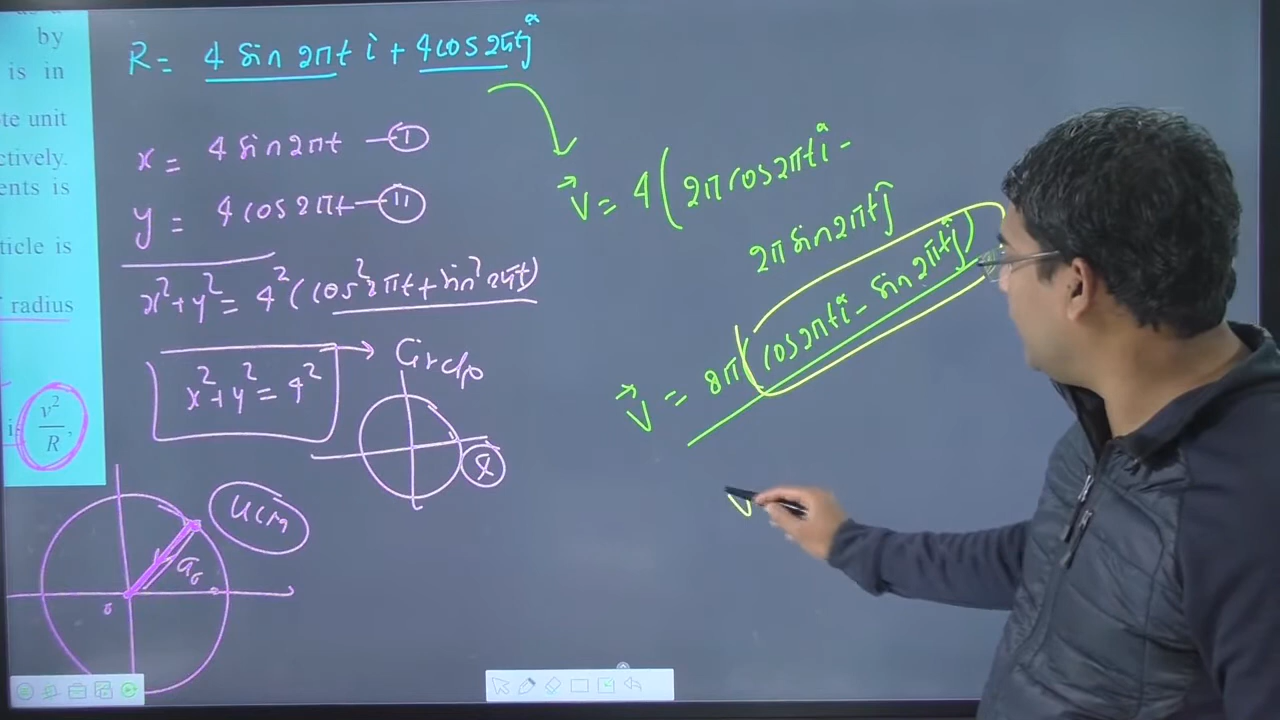 by
is in
te unit
ctively.
ents is
ticle is
radius
v²/R,
R = 4 sin 2πt i + 4 cos 2πt ĵ
x = 4 sin 2πt — I
y = 4 cos 2πt — II
x² + y² = 4² (cos² 2πt + sin² 2πt)
x² + y² = 4² → Circle
UCM
V⃗ = 4 ( 2π cos 2πt î -
2π sin 2πt ĵ
V⃗ = 8π ( cos 2πt î - sin 2πt ĵ )
V